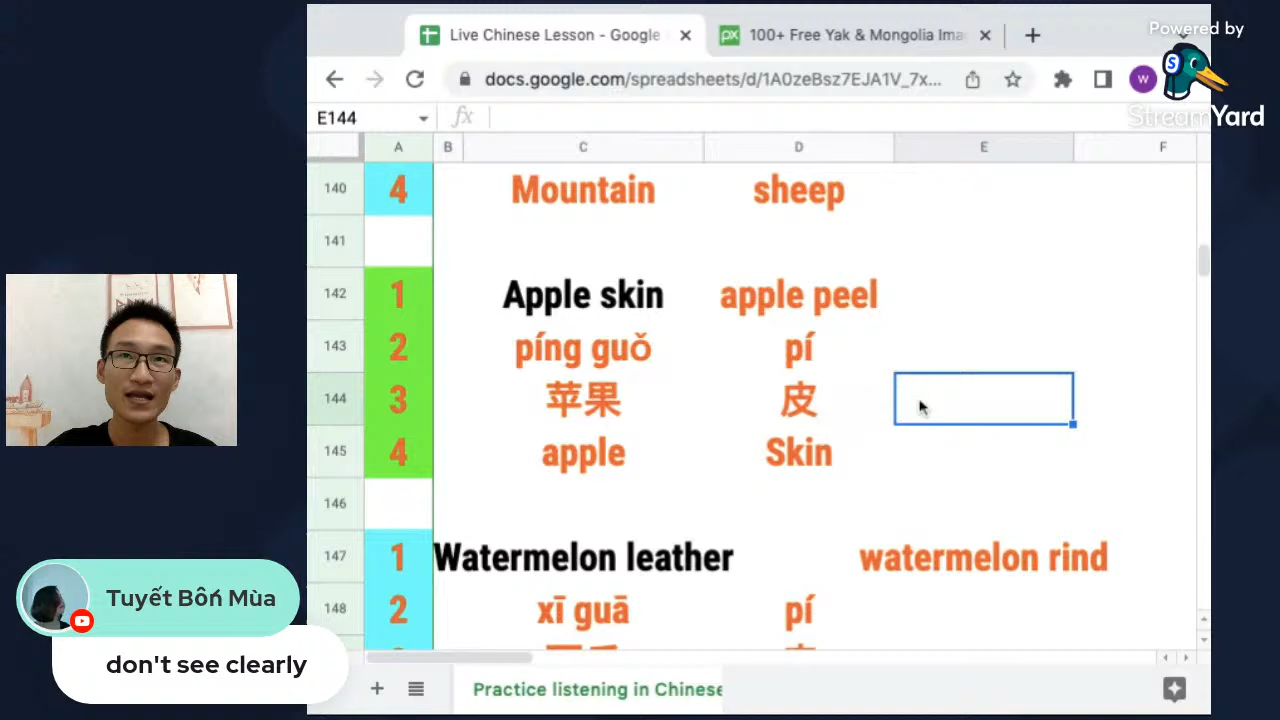 Live Chinese Lesson - Google
100+ Free Yak & Mongolia Ima
Powered by
StreamYard
docs.google.com/spreadsheets/d/1A0zeBsz7EJA1V_7x...
W
E144
fx
A B C D E F
140 4 Mountain sheep
141
142 1 Apple skin apple peel
143 2 píng guǒ pí
144 3 苹果 皮
145 4 apple Skin
146
147 1 Watermelon leather watermelon rind
148 2 xī guā pí
Tuyết Bốn Mùa
don't see clearly
Practice listening in Chinese